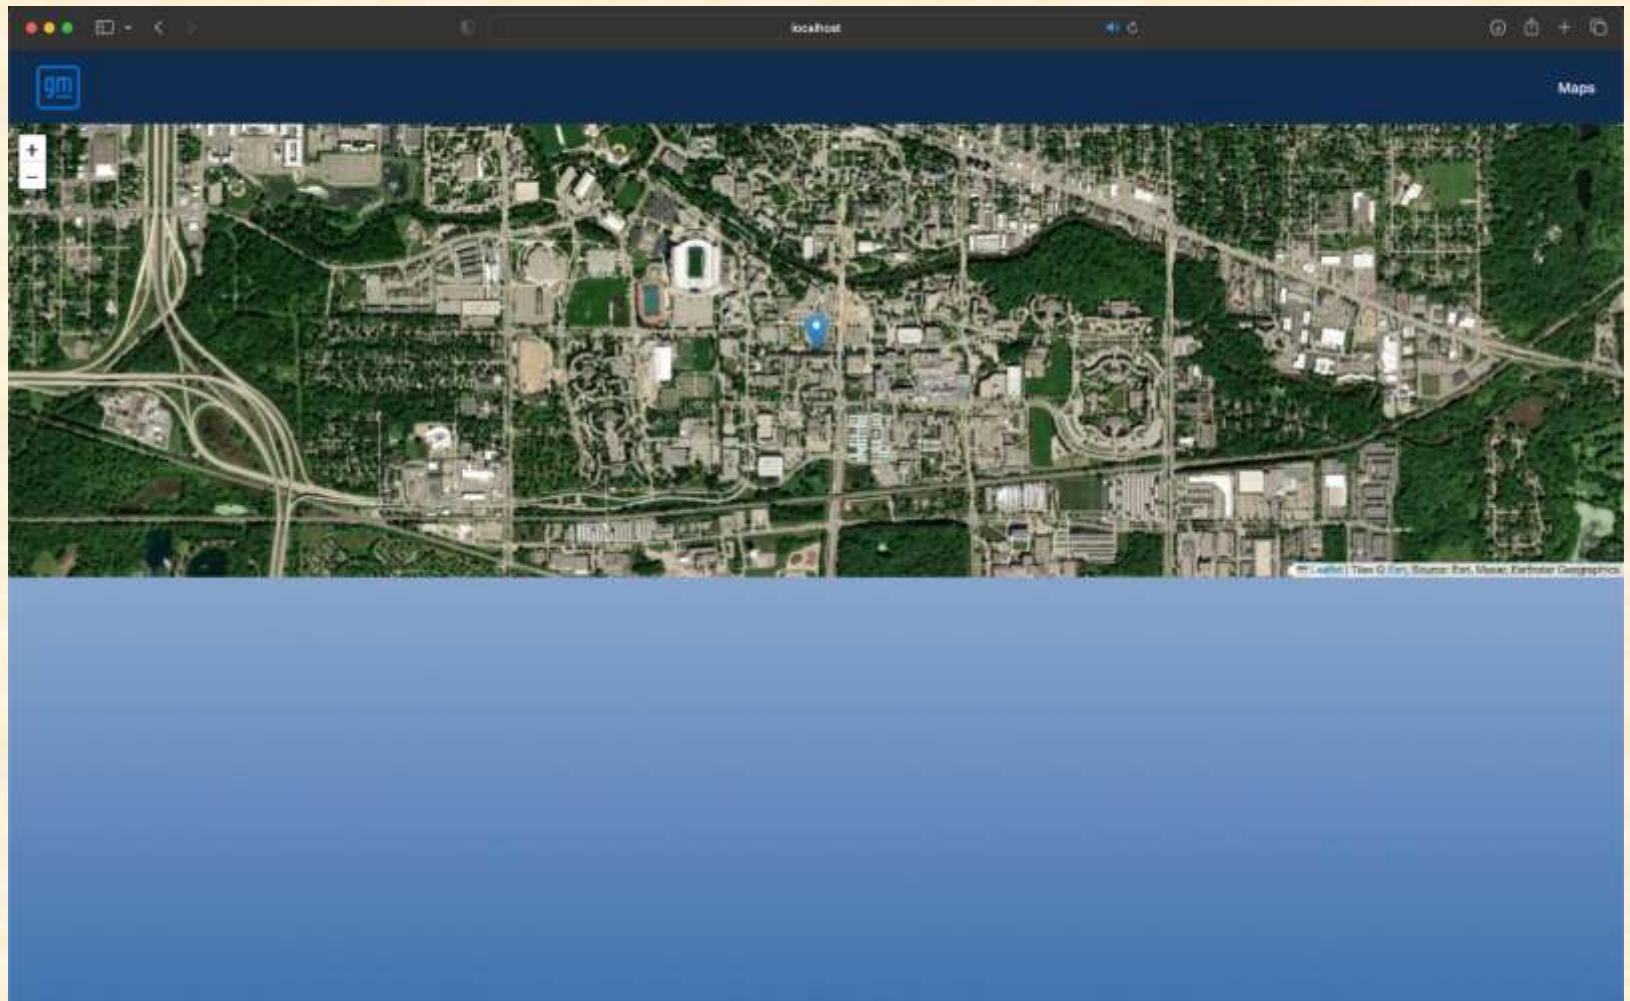 localhost
gm
Maps
+
−
Leaflet | Tiles © Esri, Source: Esri, Maxar, Earthstar Geographics